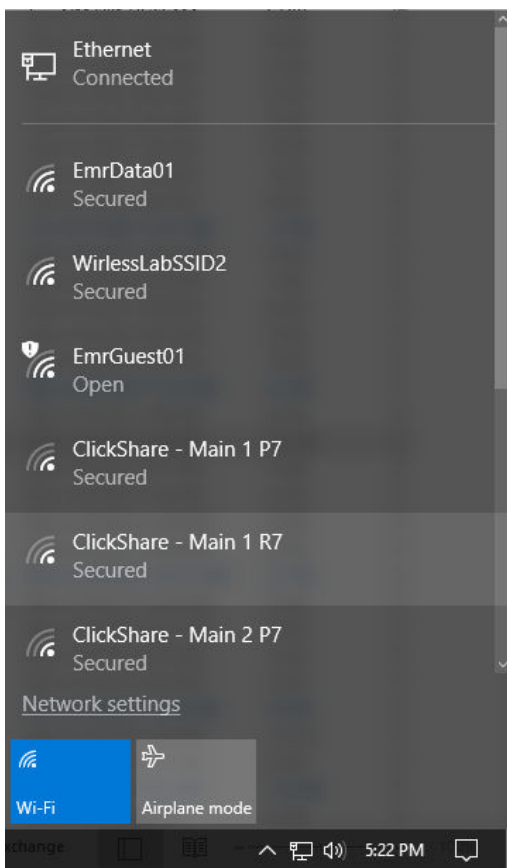 Ethernet
Connected
EmrData01
Secured
WirlessLabSSID2
Secured
EmrGuest01
Open
ClickShare - Main 1 P7
Secured
ClickShare - Main 1 R7
Secured
ClickShare - Main 2 P7
Secured
Network settings
Wi-Fi
Airplane mode
xchange.
5:22 PM